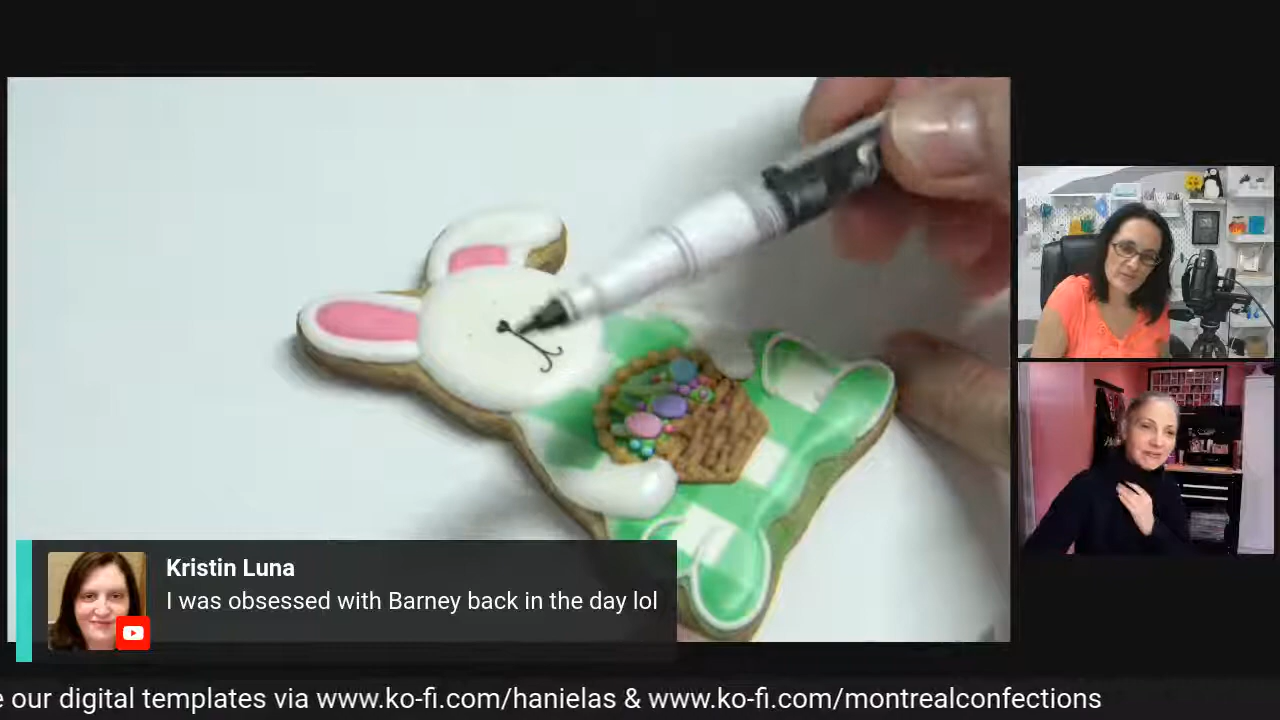 Kristin Luna
I was obsessed with Barney back in the day lol
e our digital templates via www.ko-fi.com/hanielas & www.ko-fi.com/montrealconfections